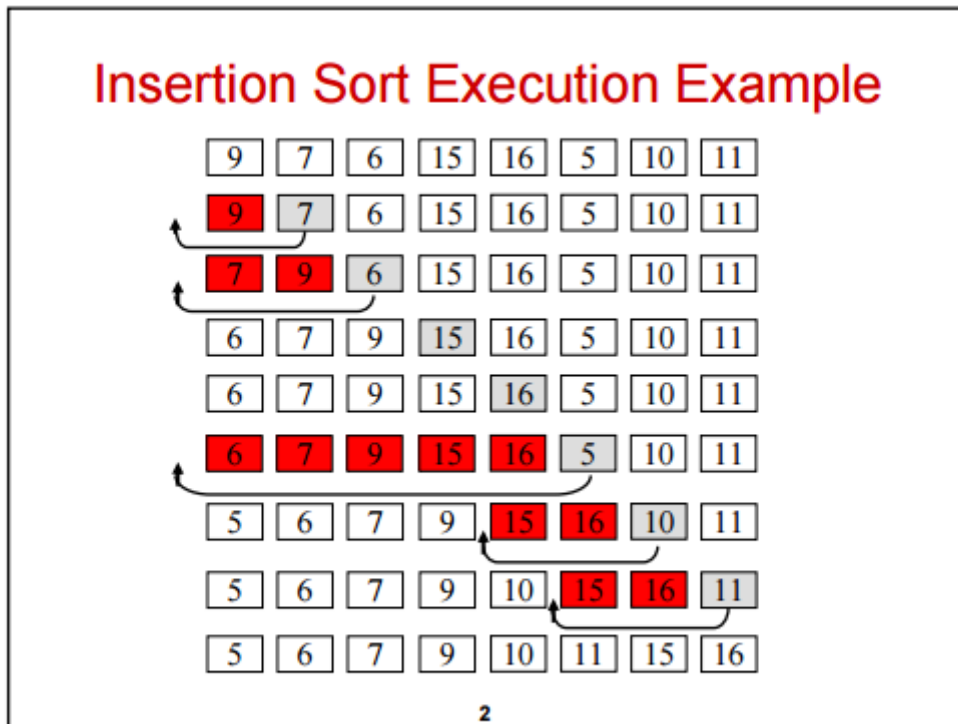 Insertion Sort Execution Example
9 7 6 15 16 5 10 11
9 7 6 15 16 5 10 11
7 9 6 15 16 5 10 11
6 7 9 15 16 5 10 11
6 7 9 15 16 5 10 11
6 7 9 15 16 5 10 11
5 6 7 9 15 16 10 11
5 6 7 9 10 15 16 11
5 6 7 9 10 11 15 16
2